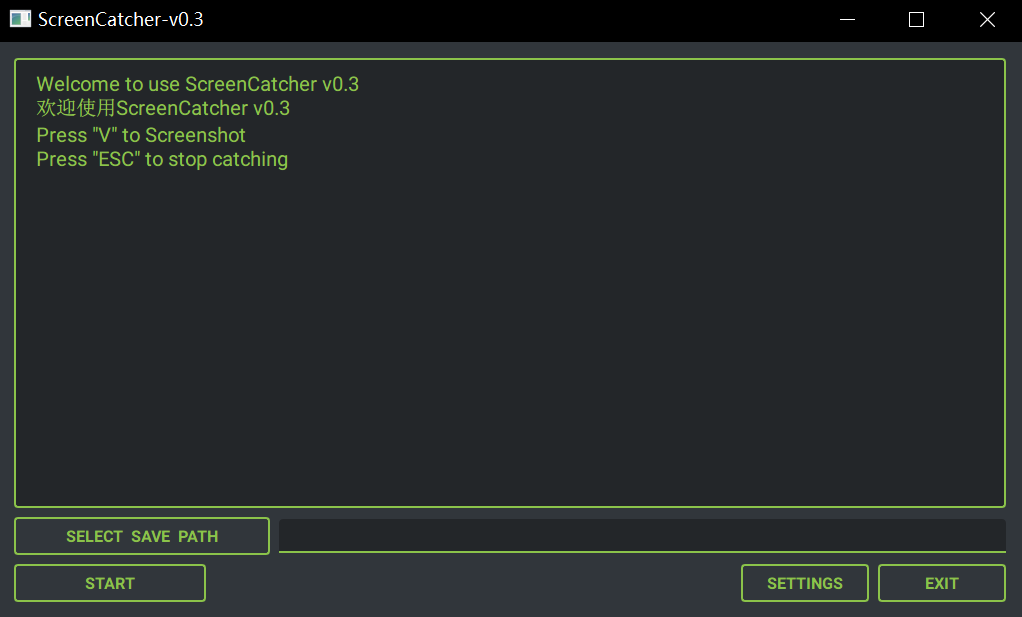 ScreenCatcher-v0.3
Welcome to use ScreenCatcher v0.3
欢迎使用ScreenCatcher v0.3
Press "V" to Screenshot
Press "ESC" to stop catching
SELECT SAVE PATH
START
SETTINGS
EXIT